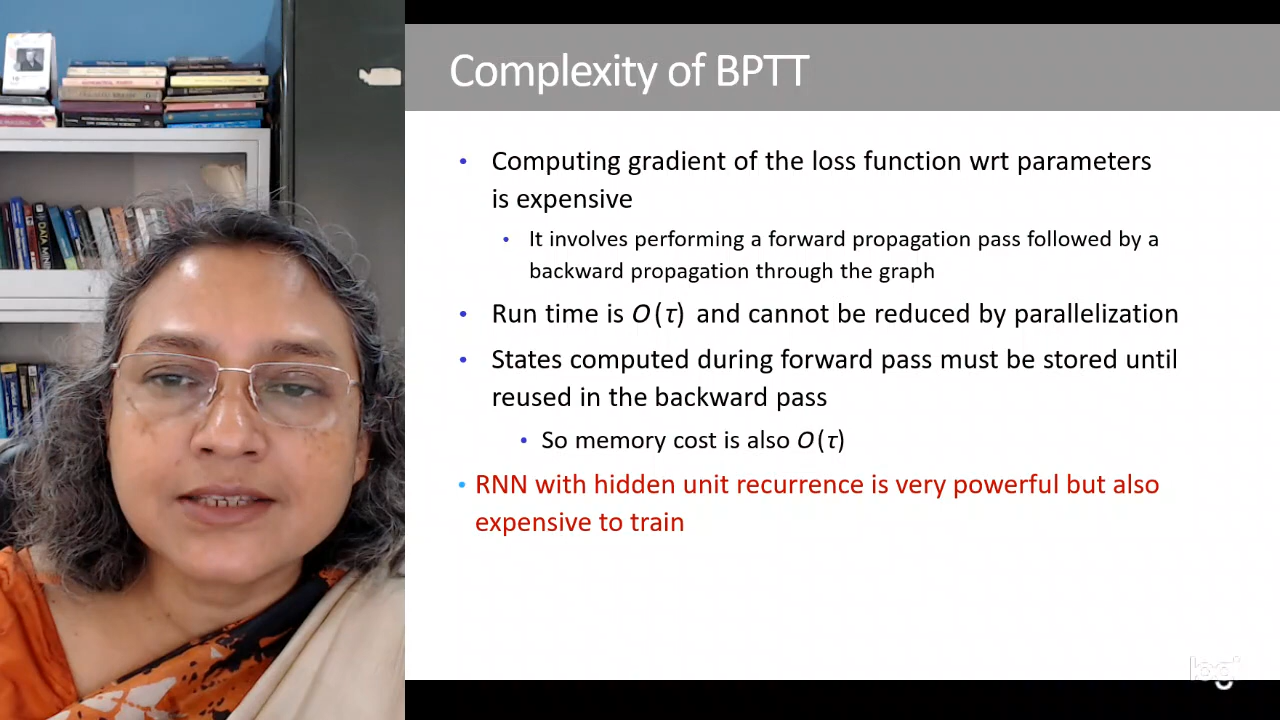 Complexity of BPTT
• Computing gradient of the loss function wrt parameters
is expensive
• It involves performing a forward propagation pass followed by a
backward propagation through the graph
• Run time is O(τ) and cannot be reduced by parallelization
• States computed during forward pass must be stored until
reused in the backward pass
• So memory cost is also O(τ)
• RNN with hidden unit recurrence is very powerful but also
expensive to train
DATA MINI